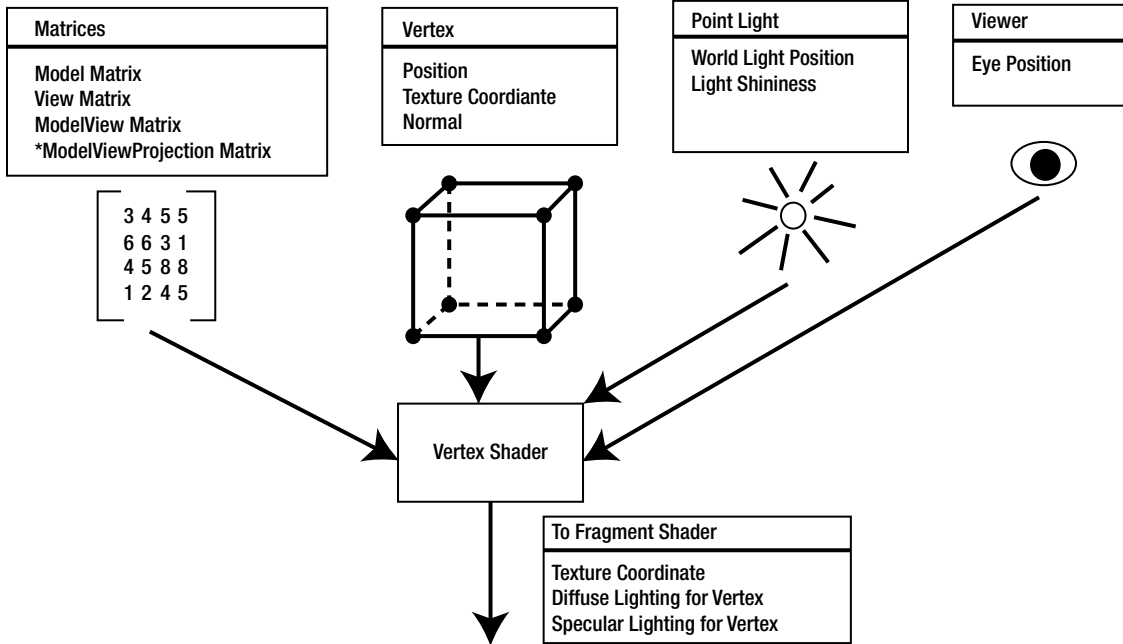 Matrices
Model Matrix
View Matrix
ModelView Matrix
*ModelViewProjection Matrix
3 4 5 5
6 6 3 1
4 5 8 8
1 2 4 5
Vertex
Position
Texture Coordiante
Normal
Point Light
World Light Position
Light Shininess
Viewer
Eye Position
Vertex Shader
To Fragment Shader
Texture Coordinate
Diffuse Lighting for Vertex
Specular Lighting for Vertex